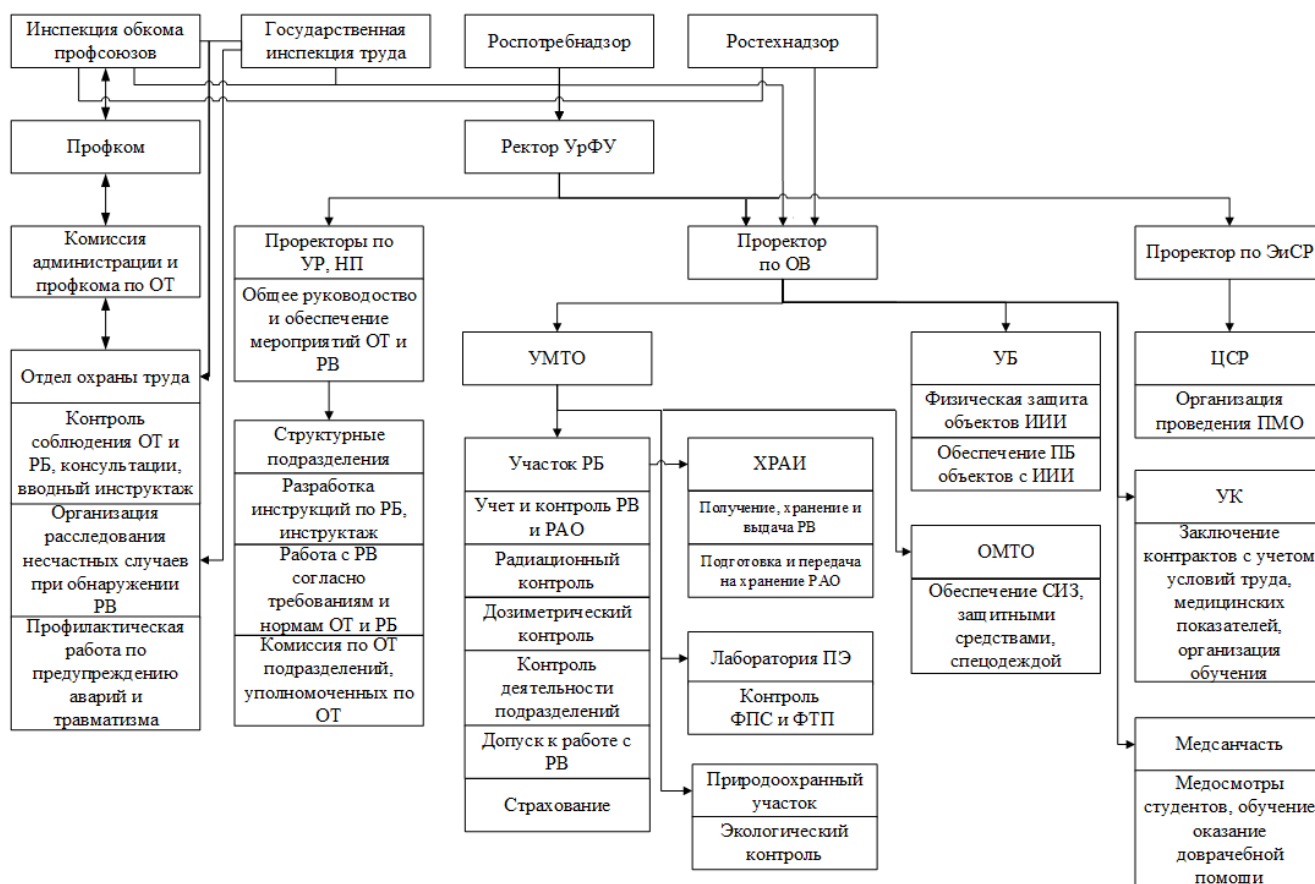 Инспекция обкома
профсоюзов
Государственная
инспекция труда
Роспотребнадзор
Ростехнадзор
Профком
Ректор УрФУ
Комиссия
администрации и
профкома по ОТ
Проректоры по
УР, НП
Общее руководство
и обеспечение
мероприятий ОТ и
РВ
Проректор
по ОВ
Проректор по ЭиСР
Отдел охраны труда
Контроль
соблюдения ОТ и
РБ, консультации,
вводный инструктаж
Организация
расследования
несчастных случаев
при обнаружении
РВ
Профилактическая
работа по
предупреждению
аварий и
травматизма
Структурные
подразделения
Разработка
инструкций по РБ,
инструктаж
Работа с РВ
согласно
требованиям и
нормам ОТ и РБ
Комиссия по ОТ
подразделений,
уполномоченных по
ОТ
УМТО
УБ
Физическая защита
объектов ИИИ
Обеспечение ПБ
объектов с ИИИ
ЦСР
Организация
проведения ПМО
Участок РБ
Учет и контроль РВ
и РАО
Радиационный
контроль
Дозиметрический
контроль
Контроль
деятельности
подразделений
Допуск к работе с
РВ
Страхование
ХРАИ
Получение, хранение и
выдача РВ
Подготовка и передача
на хранение РАО
Лаборатория ПЭ
Контроль
ФПС и ФТП
Природоохранный
участок
Экологический
контроль
ОМТО
Обеспечение СИЗ,
защитными
средствами,
спецодеждой
УК
Заключение
контрактов с учетом
условий труда,
медицинских
показателей,
организация
обучения
Медсанчасть
Медосмотры
студентов, обучение
оказание
доврачебной
помощи